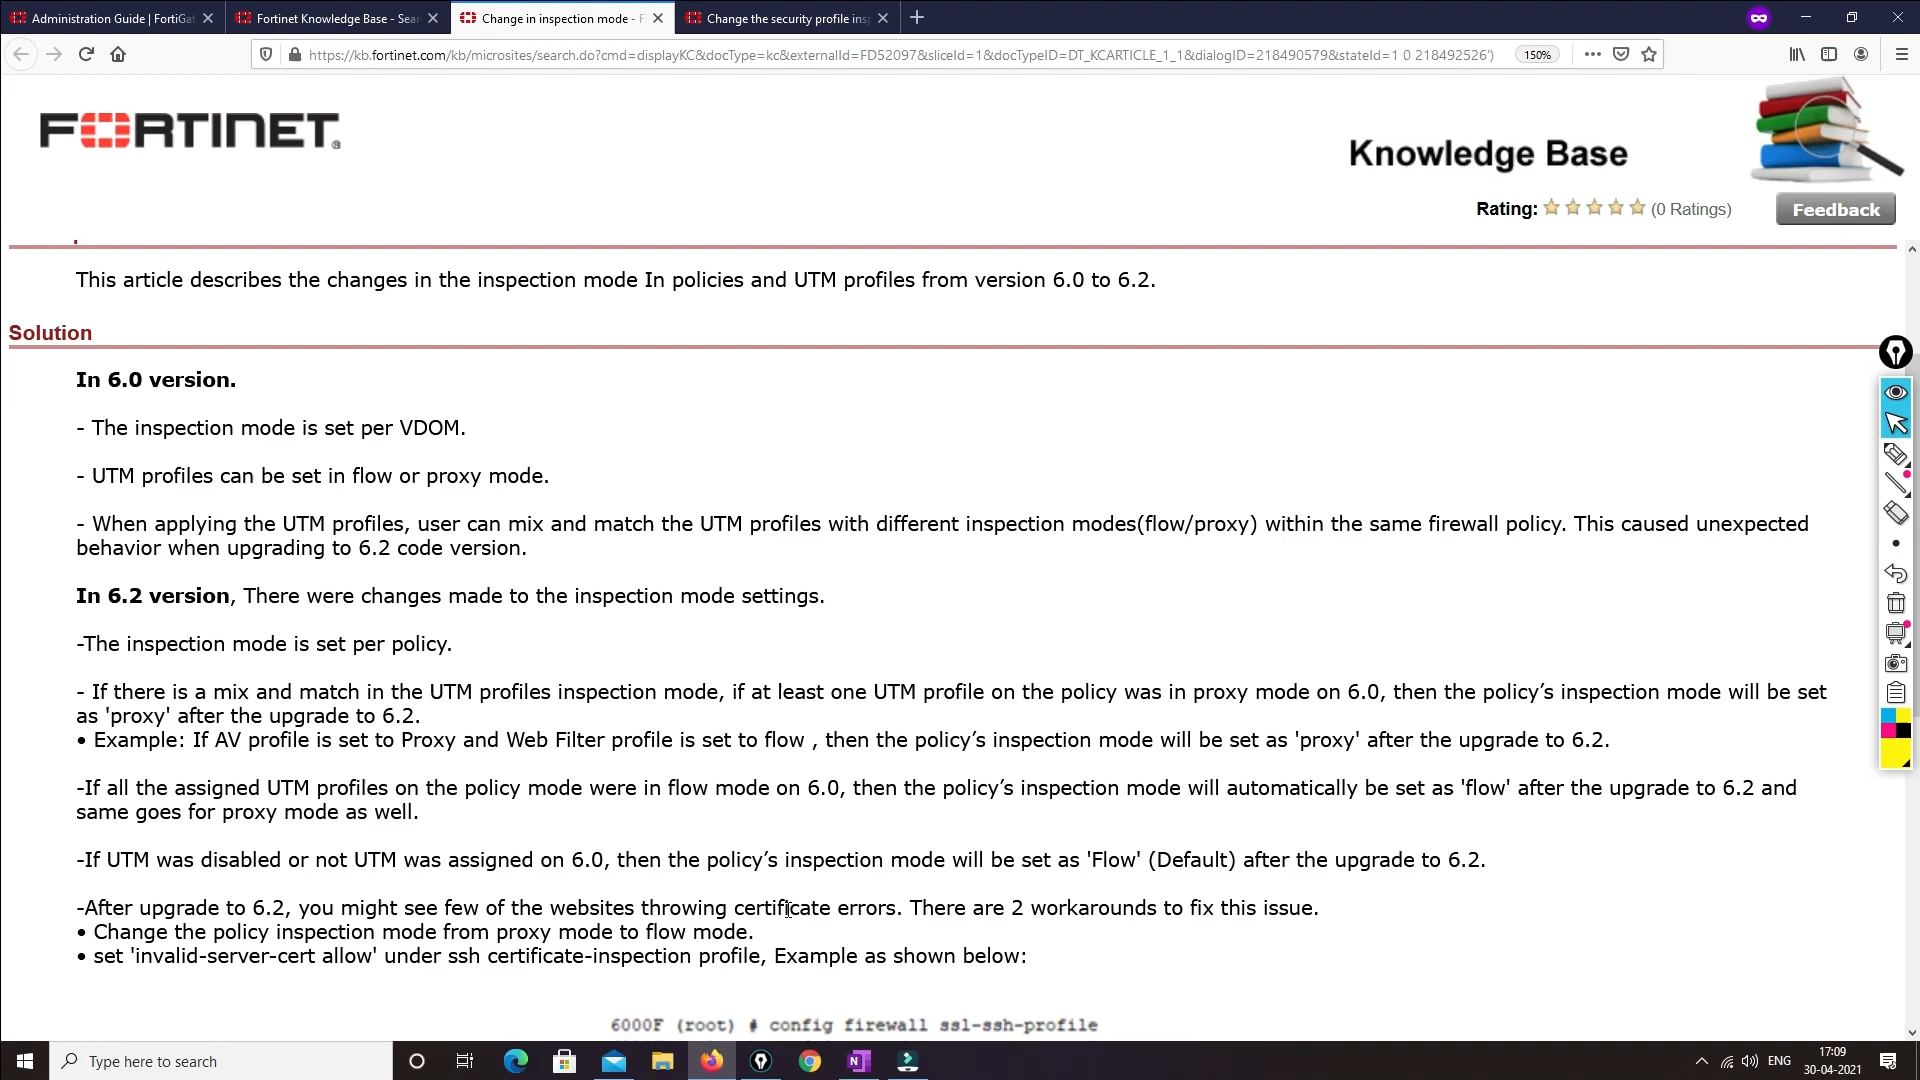 Administration Guide | FortiGat
Fortinet Knowledge Base - Sear
Change in inspection mode - F
Change the security profile ins
https://kb.fortinet.com/kb/microsites/search.do?cmd=displayKC&docType=kc&externalId=FD52097&sliceId=1&docTypeID=DT_KCARTICLE_1_1&dialogID=218490579&stateId=1 0 218492526')
150%
FORTINET
Knowledge Base
Rating: (0 Ratings)
Feedback
This article describes the changes in the inspection mode In policies and UTM profiles from version 6.0 to 6.2.
Solution
In 6.0 version.
- The inspection mode is set per VDOM.
- UTM profiles can be set in flow or proxy mode.
- When applying the UTM profiles, user can mix and match the UTM profiles with different inspection modes(flow/proxy) within the same firewall policy. This caused unexpected
behavior when upgrading to 6.2 code version.
In 6.2 version, There were changes made to the inspection mode settings.
-The inspection mode is set per policy.
- If there is a mix and match in the UTM profiles inspection mode, if at least one UTM profile on the policy was in proxy mode on 6.0, then the policy’s inspection mode will be set
as 'proxy' after the upgrade to 6.2.
• Example: If AV profile is set to Proxy and Web Filter profile is set to flow , then the policy’s inspection mode will be set as 'proxy' after the upgrade to 6.2.
-If all the assigned UTM profiles on the policy mode were in flow mode on 6.0, then the policy’s inspection mode will automatically be set as 'flow' after the upgrade to 6.2 and
same goes for proxy mode as well.
-If UTM was disabled or not UTM was assigned on 6.0, then the policy’s inspection mode will be set as 'Flow' (Default) after the upgrade to 6.2.
-After upgrade to 6.2, you might see few of the websites throwing certificate errors. There are 2 workarounds to fix this issue.
• Change the policy inspection mode from proxy mode to flow mode.
• set 'invalid-server-cert allow' under ssh certificate-inspection profile, Example as shown below:
6000F (root) # config firewall ssl-ssh-profile
Type here to search
ENG
17:09
30-04-2021